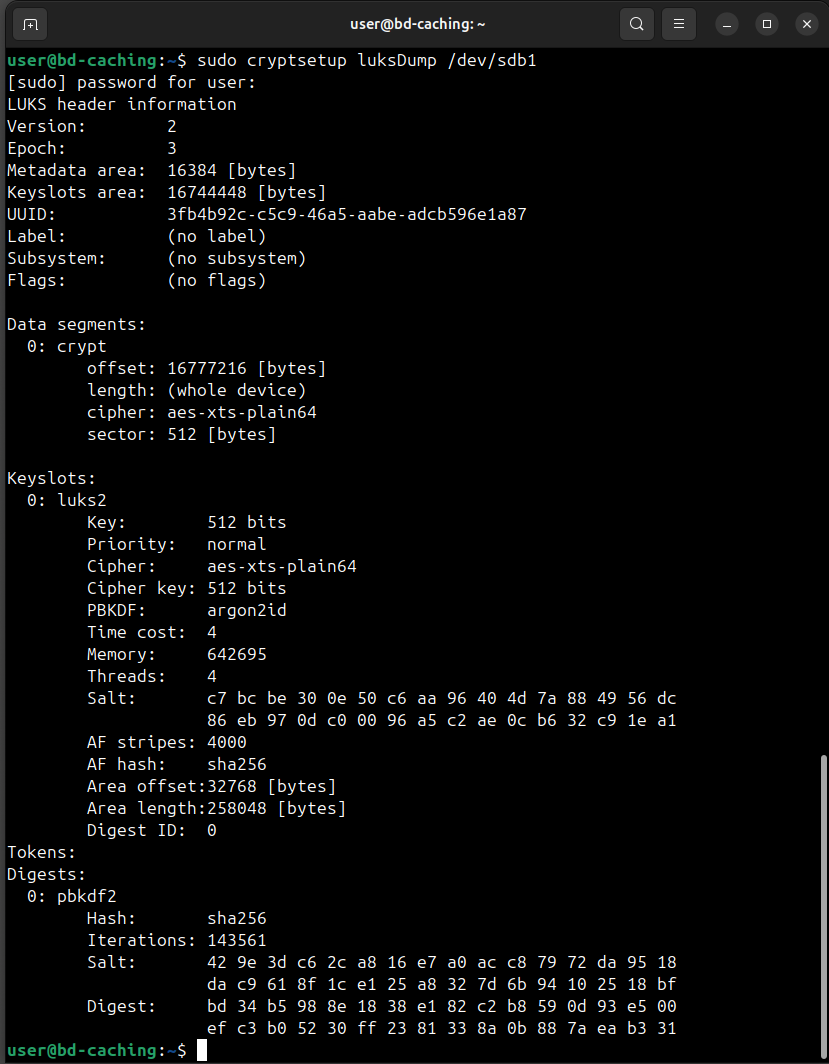 user@bd-caching: ~
user@bd-caching:~$ sudo cryptsetup luksDump /dev/sdb1
[sudo] password for user:
LUKS header information
Version:        2
Epoch:          3
Metadata area:  16384 [bytes]
Keyslots area:  16744448 [bytes]
UUID:           3fb4b92c-c5c9-46a5-aabe-adcb596e1a87
Label:          (no label)
Subsystem:      (no subsystem)
Flags:          (no flags)

Data segments:
  0: crypt
        offset: 16777216 [bytes]
        length: (whole device)
        cipher: aes-xts-plain64
        sector: 512 [bytes]

Keyslots:
  0: luks2
        Key:        512 bits
        Priority:   normal
        Cipher:     aes-xts-plain64
        Cipher key: 512 bits
        PBKDF:      argon2id
        Time cost:  4
        Memory:     642695
        Threads:    4
        Salt:       c7 bc be 30 0e 50 c6 aa 96 40 4d 7a 88 49 56 dc
                    86 eb 97 0d c0 00 96 a5 c2 ae 0c b6 32 c9 1e a1
        AF stripes: 4000
        AF hash:    sha256
        Area offset:32768 [bytes]
        Area length:258048 [bytes]
        Digest ID:  0
Tokens:
Digests:
  0: pbkdf2
        Hash:       sha256
        Iterations: 143561
        Salt:       42 9e 3d c6 2c a8 16 e7 a0 ac c8 79 72 da 95 18
                    da c9 61 8f 1c e1 25 a8 32 7d 6b 94 10 25 18 bf
        Digest:     bd 34 b5 98 8e 18 38 e1 82 c2 b8 59 0d 93 e5 00
                    ef c3 b0 52 30 ff 23 81 33 8a 0b 88 7a ea b3 31
user@bd-caching:~$